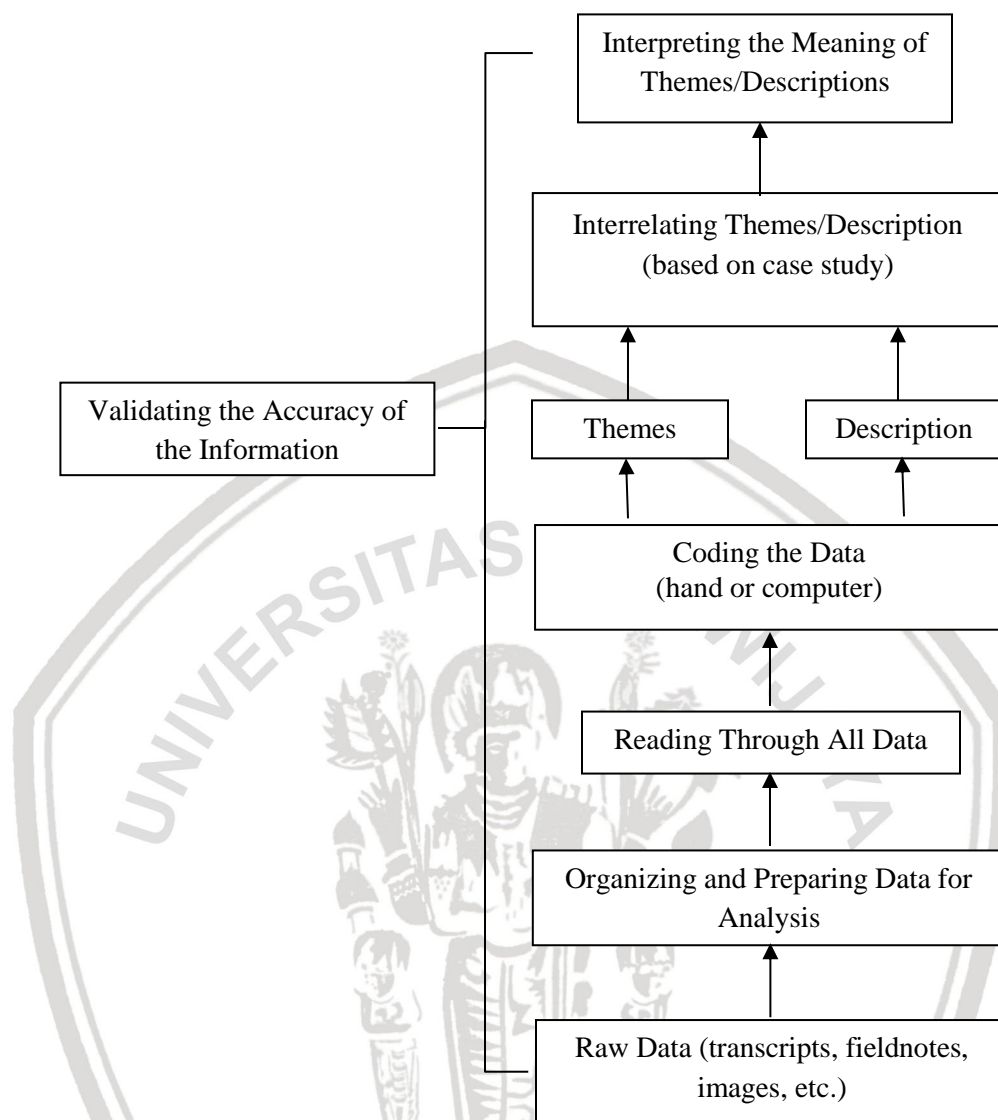 Interpreting the Meaning of
Themes/Descriptions
Interrelating Themes/Description
(based on case study)
Validating the Accuracy of
the Information
Themes
Description
Coding the Data
(hand or computer)
UNIVERSITAS
Reading Through All Data
Organizing and Preparing Data for
Analysis
Raw Data (transcripts, fieldnotes,
images, etc.)